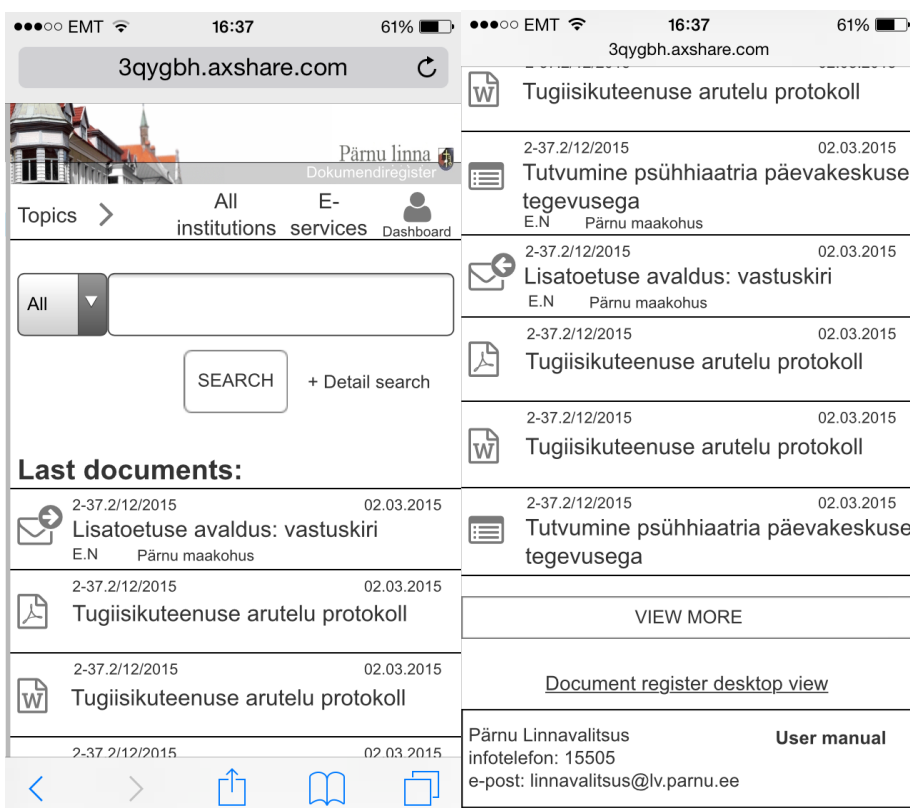 EMT 16:37 61%
3qygbh.axshare.com
Pärnu linna
Dokumendiregister
Topics All institutions E-services Dashboard
All
SEARCH + Detail search
Last documents:
2-37.2/12/2015 02.03.2015
Lisatoetuse avaldus: vastuskiri
E.N Pärnu maakohus
2-37.2/12/2015 02.03.2015
Tugiisikuteenuse arutelu protokoll
2-37.2/12/2015 02.03.2015
W Tugiisikuteenuse arutelu protokoll
2-37.2/12/2015 02.03.2015
EMT 16:37 61%
3qygbh.axshare.com
W Tugiisikuteenuse arutelu protokoll
2-37.2/12/2015 02.03.2015
Tutvumine psühhiaatria päevakeskuse
tegevusega
E.N Pärnu maakohus
2-37.2/12/2015 02.03.2015
Lisatoetuse avaldus: vastuskiri
E.N Pärnu maakohus
2-37.2/12/2015 02.03.2015
Tugiisikuteenuse arutelu protokoll
2-37.2/12/2015 02.03.2015
W Tugiisikuteenuse arutelu protokoll
2-37.2/12/2015 02.03.2015
Tutvumine psühhiaatria päevakeskuse
tegevusega
VIEW MORE
Document register desktop view
Pärnu Linnavalitsus User manual
infotelefon: 15505
e-post: linnavalitsus@lv.parnu.ee